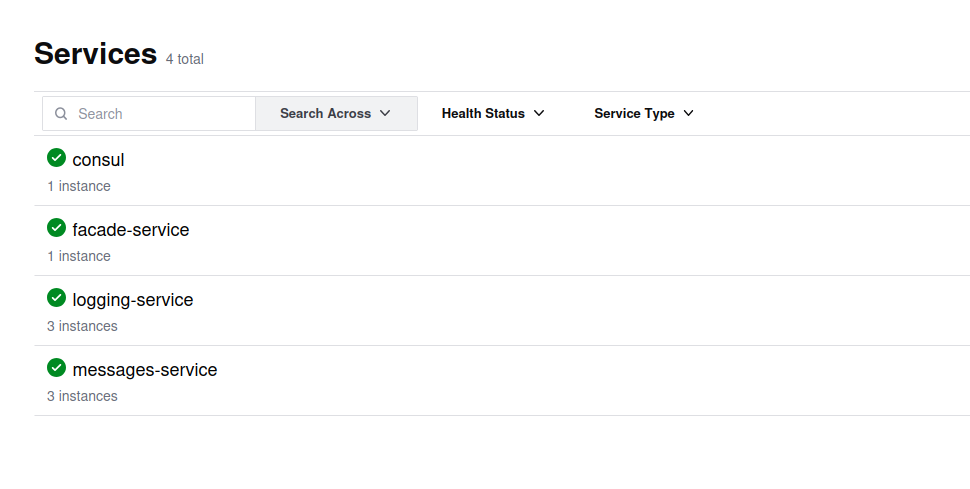 Services 4 total
Search Search Across Health Status Service Type
consul
1 instance
facade-service
1 instance
logging-service
3 instances
messages-service
3 instances